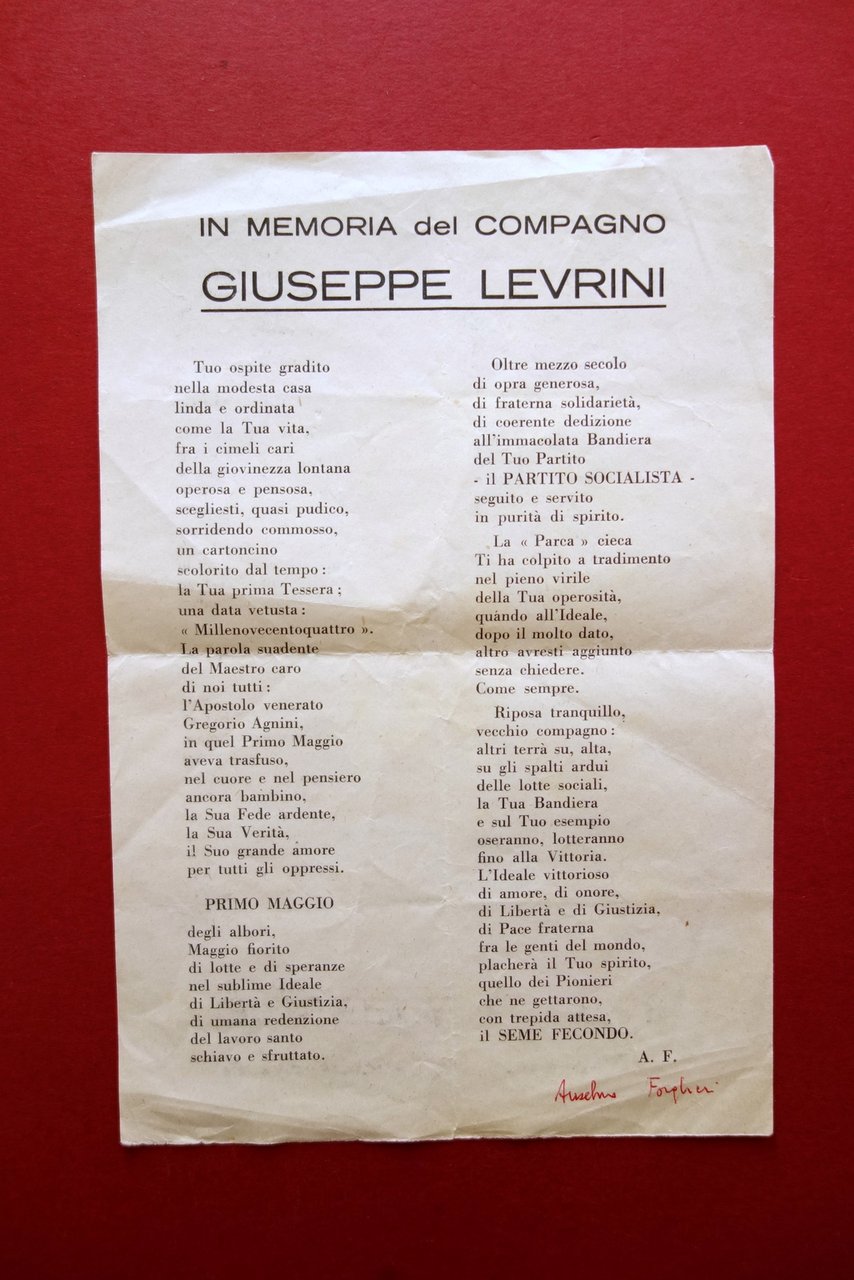 IN MEMORIA del COMPAGNO
GIUSEPPE LEVRINI
Tuo ospite gradito
nella modesta casa
linda e ordinata
come la Tua vita,
fra i cimeli cari
della giovinezza lontana
operosa e pensosa,
scegliesti, quasi pudico,
sorridendo commosso,
un cartoncino
scolorito dal tempo :
la Tua prima Tessera ;
una data vetusta :
« Millenovecentoquattro ».
La parola suadente
del Maestro caro
di noi tutti :
l'Apostolo venerato
Gregorio Agnini,
in quel Primo Maggio
aveva trasfuso,
nel cuore e nel pensiero
ancora bambino,
la Sua Fede ardente,
la Sua Verità,
il Suo grande amore
per tutti gli oppressi.
PRIMO MAGGIO
degli albori,
Maggio fiorito
di lotte e di speranze
nel sublime Ideale
di Libertà e Giustizia,
di umana redenzione
del lavoro santo
schiavo e sfruttato.
Oltre mezzo secolo
di opra generosa,
di fraterna solidarietà,
di coerente dedizione
all'immacolata Bandiera
del Tuo Partito
- il PARTITO SOCIALISTA -
seguito e servito
in purità di spirito.
La « Parca » cieca
Ti ha colpito a tradimento
nel pieno virile
della Tua operosità,
quándo all'Ideale,
dopo il molto dato,
altro avresti aggiunto
senza chiedere.
Come sempre.
Riposa tranquillo,
vecchio compagno :
altri terrà su, alta,
su gli spalti ardui
delle lotte sociali,
la Tua Bandiera
e sul Tuo esempio
oseranno, lotteranno
fino alla Vittoria.
L'Ideale vittorioso
di amore, di onore,
di Libertà e di Giustizia,
di Pace fraterna
fra le genti del mondo,
placherà il Tuo spirito,
quello dei Pionieri
che ne gettarono,
con trepida attesa,
il SEME FECONDO.
A. F.
Anselmo Forghieri